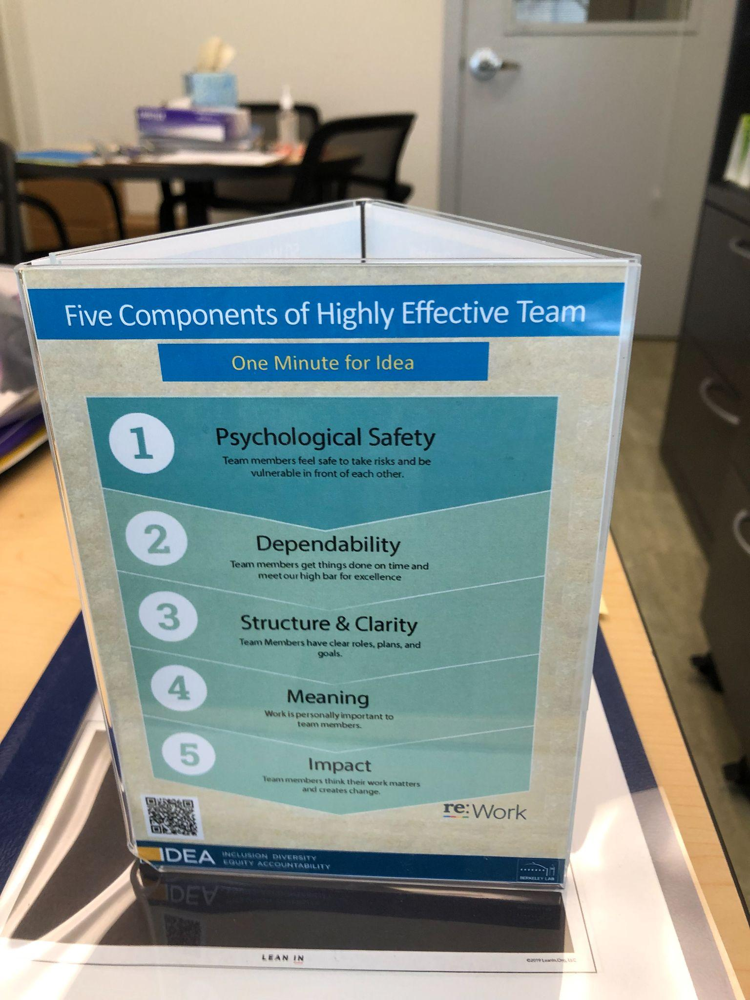 Five Components of Highly Effective Team
One Minute for Idea
1
Psychological Safety
Team members feel safe to take risks and be
vulnerable in front of each other.
2
Dependability
Team members get things done on time and
meet our high bar for excellence
3
Structure & Clarity
Team Members have clear roles, plans, and
goals.
4
Meaning
Work is personally important to
team members.
5
Impact
Team members think their work matters
and creates change.
re:Work
IDEA
INCLUSION DIVERSITY
EQUITY ACCOUNTABILITY
BERKELEY LAB
LEAN IN
©2019 LeanIn.Org, LLC